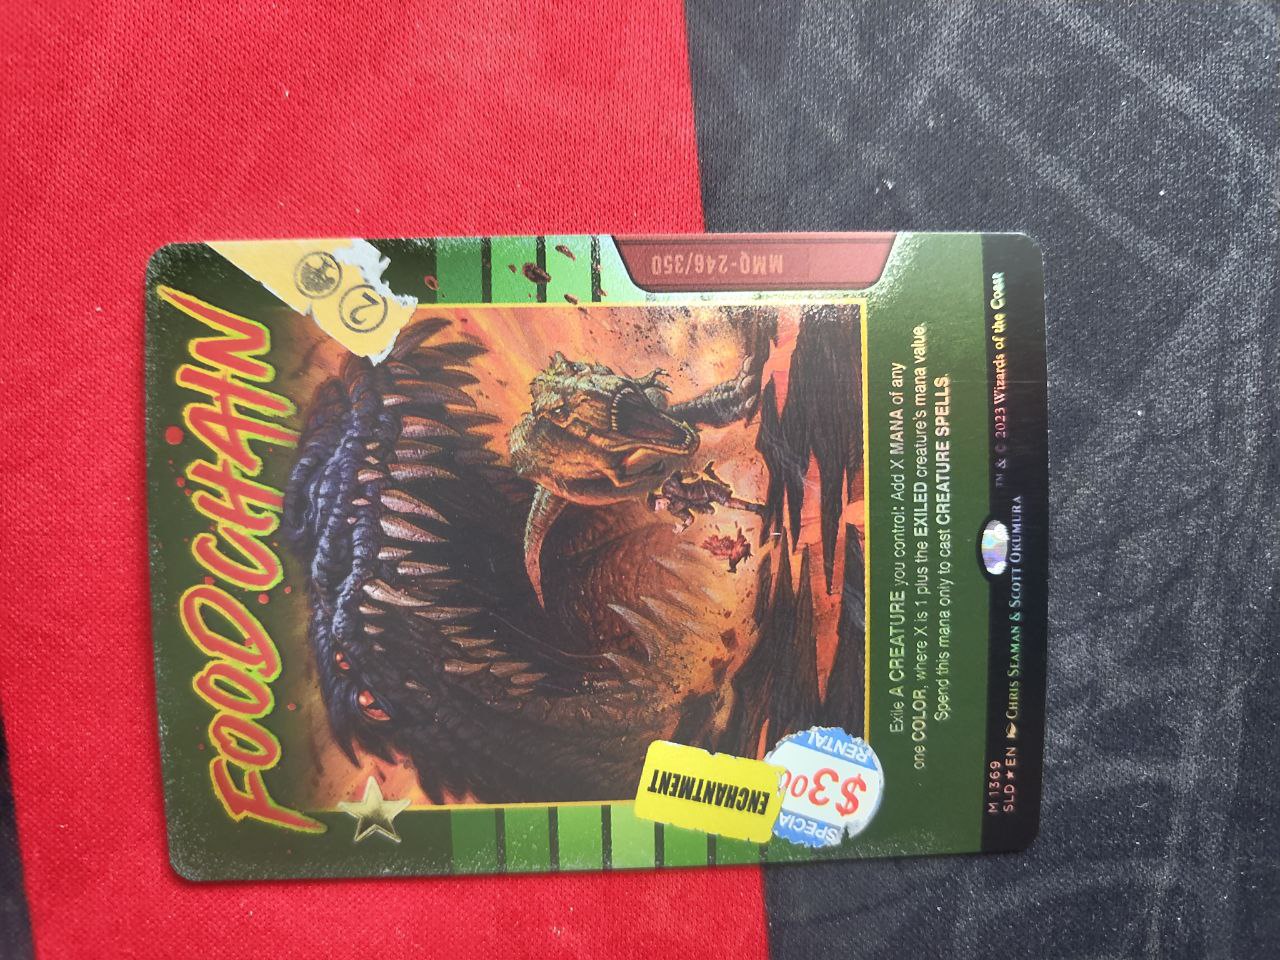 FOOD CHAIN
2
MMQ-246/350
ENCHANTMENT
SPECIAL
$3.00
RENTAL
Exile A CREATURE you control: Add X MANA of any
one COLOR, where X is 1 plus the EXILED creature's mana value.
Spend this mana only to cast CREATURE SPELLS.
M 1369
SLD ★ EN CHRIS SEAMAN & SCOTT OKUMURA
™ & © 2023 Wizards of the Coast